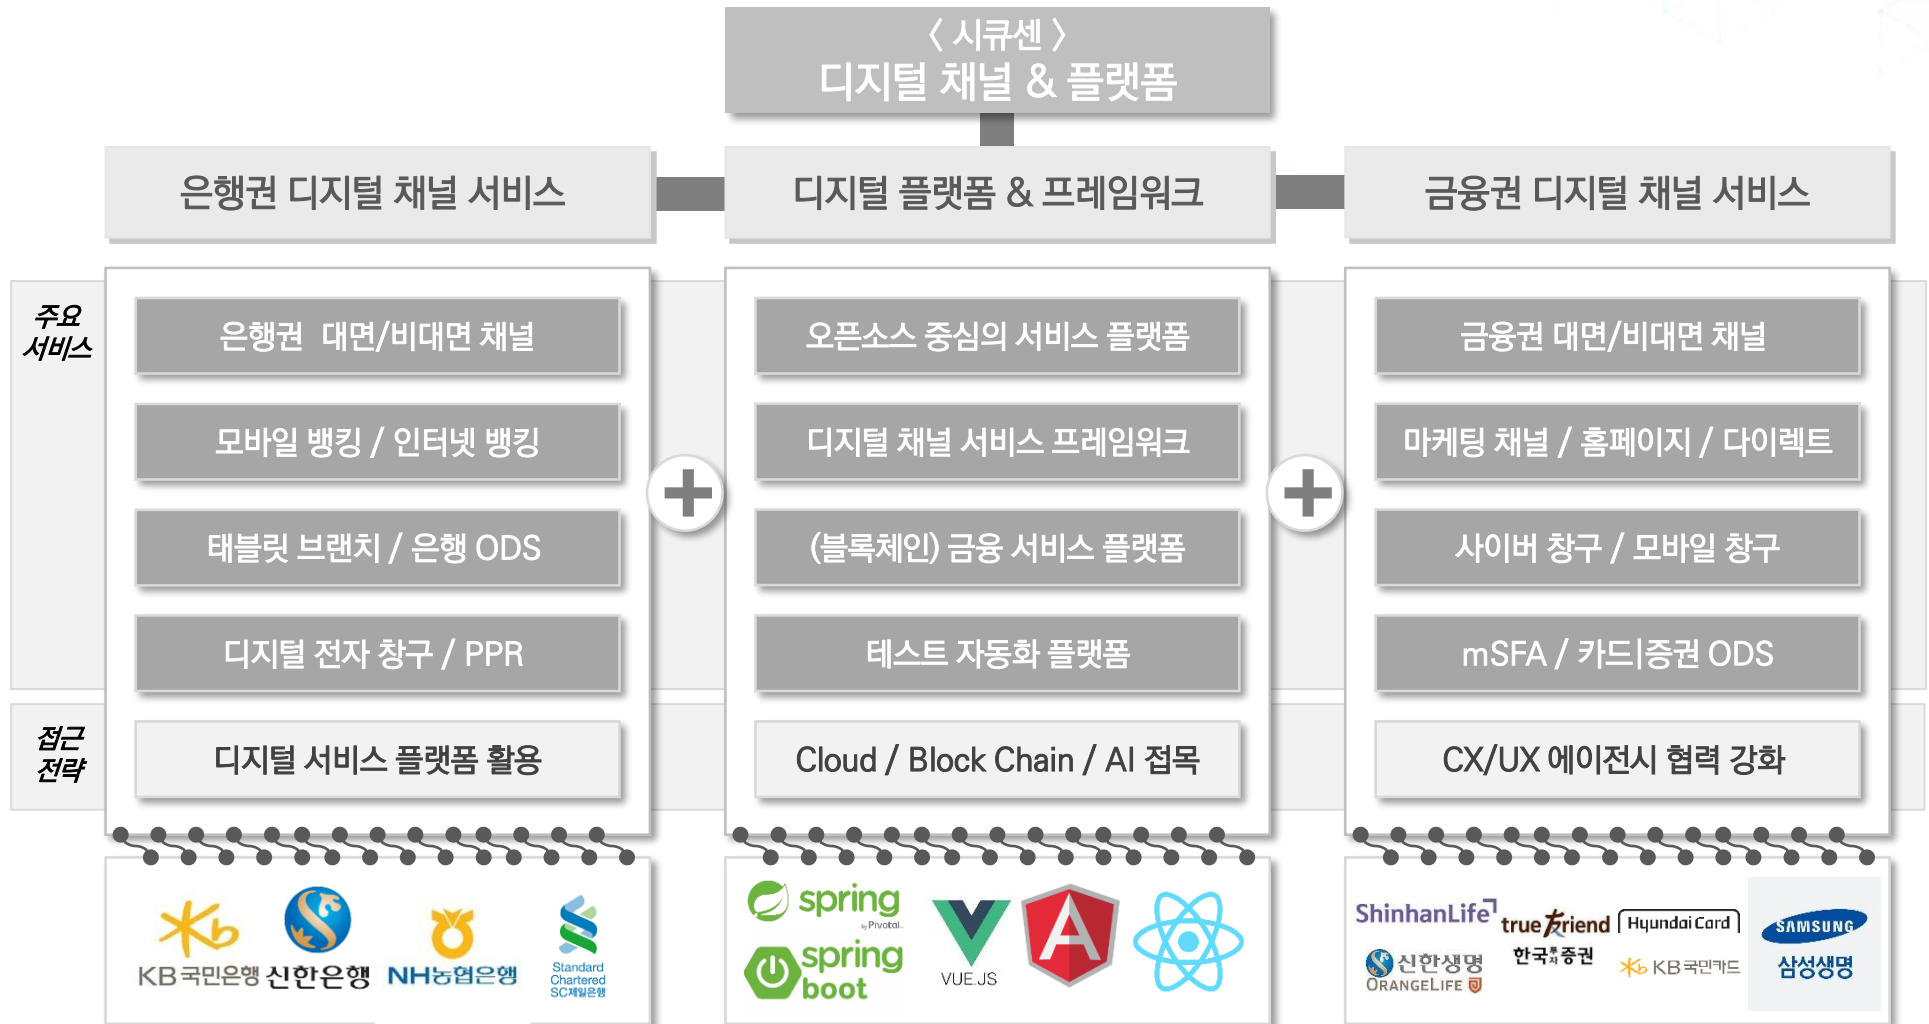 < 시큐센 >
디지털 채널 & 플랫폼
은행권 디지털 채널 서비스
디지털 플랫폼 & 프레임워크
금융권 디지털 채널 서비스
주요
서비스
은행권 대면/비대면 채널
모바일 뱅킹 / 인터넷 뱅킹
태블릿 브랜치 / 은행 ODS
디지털 전자 창구 / PPR
오픈소스 중심의 서비스 플랫폼
디지털 채널 서비스 프레임워크
(블록체인) 금융 서비스 플랫폼
테스트 자동화 플랫폼
금융권 대면/비대면 채널
마케팅 채널 / 홈페이지 / 다이렉트
사이버 창구 / 모바일 창구
mSFA / 카드|증권 ODS
접근
전략
디지털 서비스 플랫폼 활용
Cloud / Block Chain / AI 접목
CX/UX 에이전시 협력 강화
Kb
KB국민은행
신한은행
NH농협은행
Standard
Chartered
SC제일은행
spring
by Pivotal
spring
boot
VUE.JS
A
ShinhanLife
신한생명
ORANGELIFE
true friend
한국투자증권
Hyundai Card
Kb KB국민카드
SAMSUNG
삼성생명